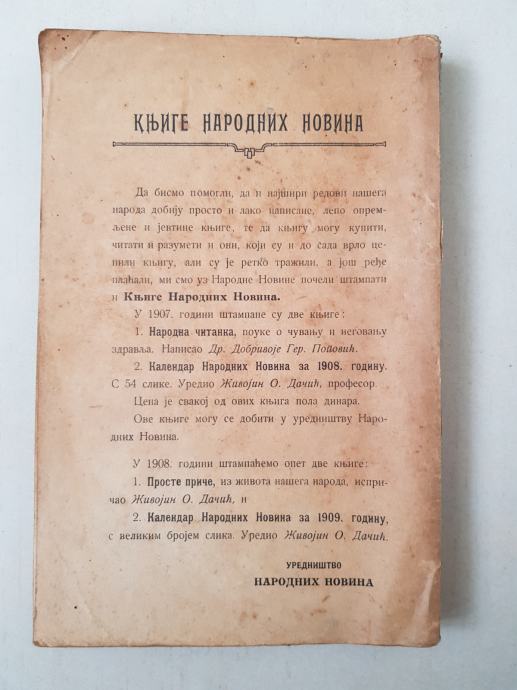 КЊИГЕ НАРОДНИХ НОВИНА
Да бисмо помогли, да и најшири редови нашега
народа добију просто и лако написане, лепо опрем-
љене и јевтине књиге, те да књигу могу купити,
читати и разумети и они, који су и до сада врло це-
нили књигу, али су је ретко тражили, а још ређе
плаћали, ми смо уз Народне Новине почели штампати
и Књиге Народних Новина.
У 1907. години штампане су две књиге:
1. Народна читанка, поуке о чувању и неговању
здравља. Написао Др. Добривоје Гер. Поповић.
2. Календар Народних Новина за 1908. годину.
С 54 слике. Уредио Живојин О. Дачић, професор.
Цена је свакој од ових књига пола динара.
Ове књиге могу се добити у уредништву Наро-
дних Новина.
У 1908. години штампаћемо опет две књиге:
1. Просте приче, из живота нашега народа, испри-
чао Живојин О. Дачић, и
2. Календар Народних Новина за 1909. годину,
с великим бројем слика. Уредио Живојин О. Дачић.
УРЕДНИШТВО
НАРОДНИХ НОВИНА